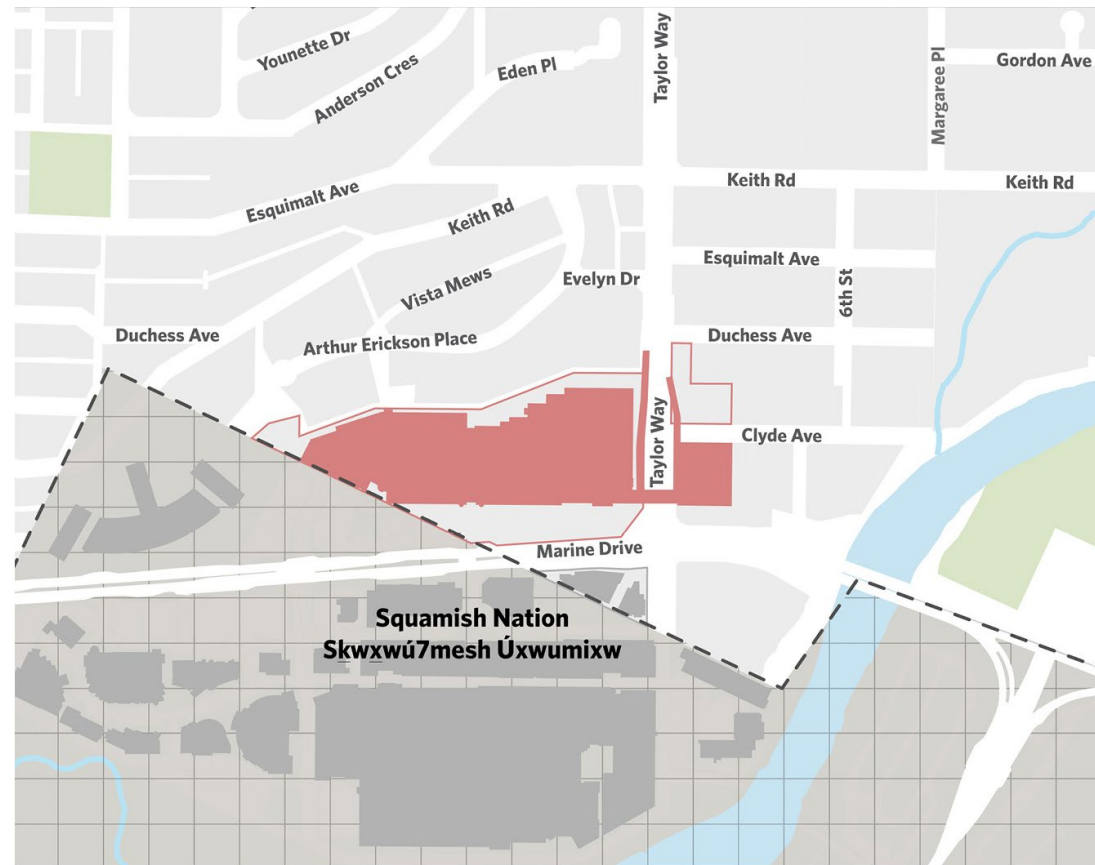 Younette Dr
Anderson Cres
Eden Pl
Taylor Way
Margaree Pl
Gordon Ave
Esquimalt Ave
Keith Rd
Keith Rd
Keith Rd
Vista Mews
Evelyn Dr
Esquimalt Ave
6th St
Duchess Ave
Arthur Erickson Place
Duchess Ave
Taylor Way
Clyde Ave
Marine Drive
Squamish Nation
Sḵwx̱wú7mesh Úxwumixw